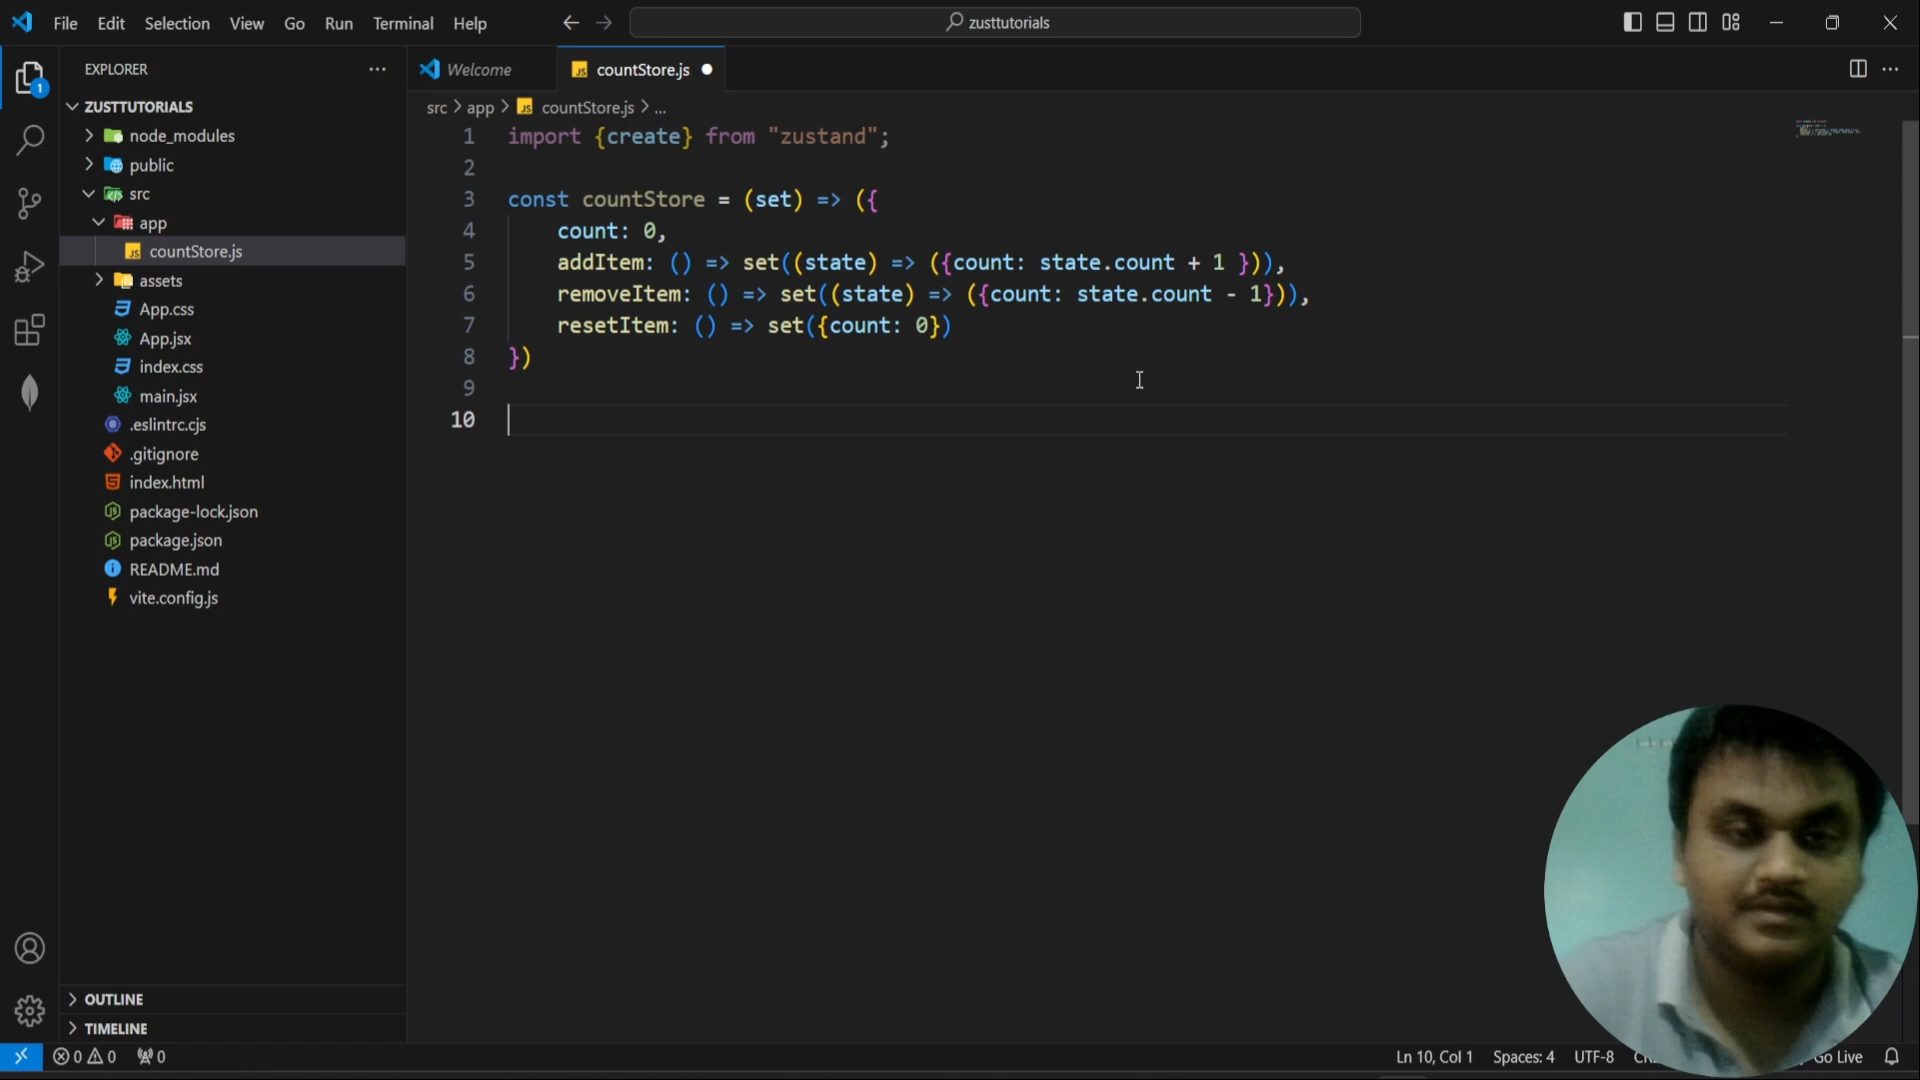 File Edit Selection View Go Run Terminal Help
zusttutorials
EXPLORER
Welcome
countStore.js
ZUSTTUTORIALS
node_modules
public
src
app
countStore.js
assets
App.css
App.jsx
index.css
main.jsx
.eslintrc.cjs
.gitignore
index.html
package-lock.json
package.json
README.md
vite.config.js
OUTLINE
TIMELINE
src > app > countStore.js > ...
1 import {create} from "zustand";
2
3 const countStore = (set) => ({
4 count: 0,
5 addItem: () => set((state) => ({count: state.count + 1 })),
6 removeItem: () => set((state) => ({count: state.count - 1})),
7 resetItem: () => set({count: 0})
8 })
9
10
0 0 0
Ln 10, Col 1 Spaces: 4 UTF-8 Go Live